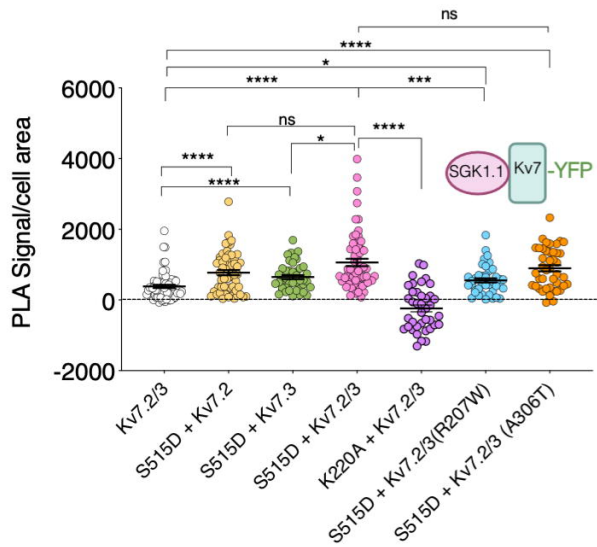 ns
****
*
****
***
6000
ns
****
*
4000
****
****
SGK1.1
Kv7
-YFP
2000
0
-2000
PLA Signal/cell area
Kv7.2/3
S515D + Kv7.2
S515D + Kv7.3
S515D + Kv7.2/3
K220A + Kv7.2/3
S515D + Kv7.2/3(R207W)
S515D + Kv7.2/3 (A306T)